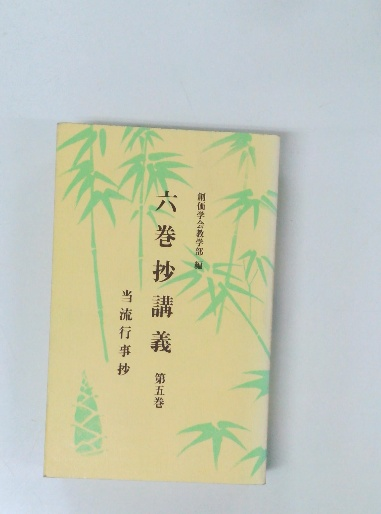 創価学会教学部 編
六巻抄講義 第五巻
当流行事抄